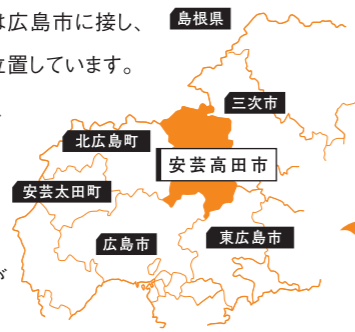 は広島市に接し、
位置しています。
が
島根県
三次市
北広島町
安芸高田市
安芸太田町
広島市
東広島市